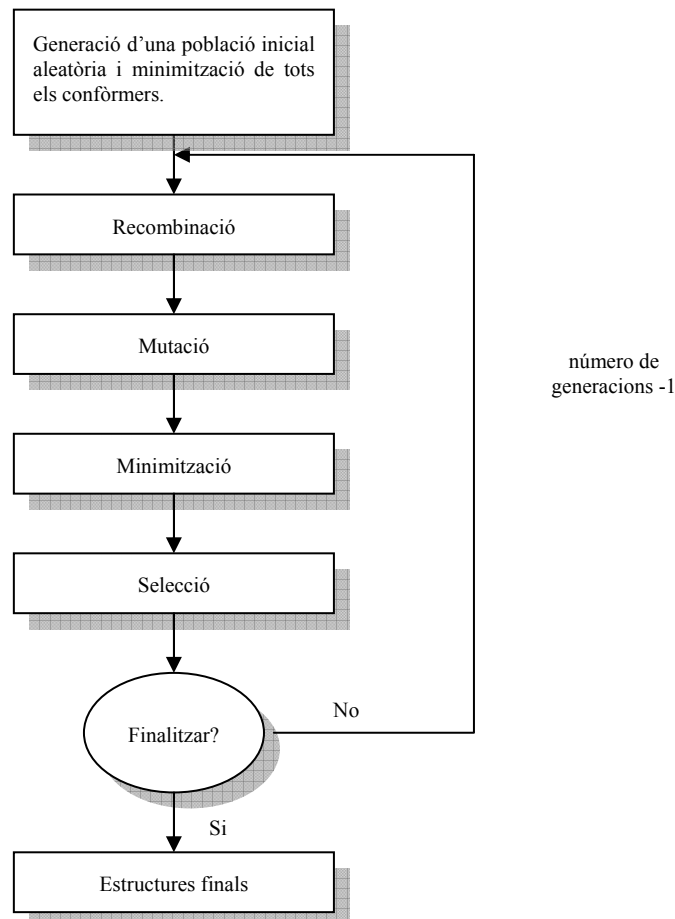 Generació d’una població inicial
aleatòria i minimització de tots
els confòrmers.
Recombinació
Mutació
número de
generacions -1
Minimització
Selecció
No
Finalitzar?
Si
Estructures finals